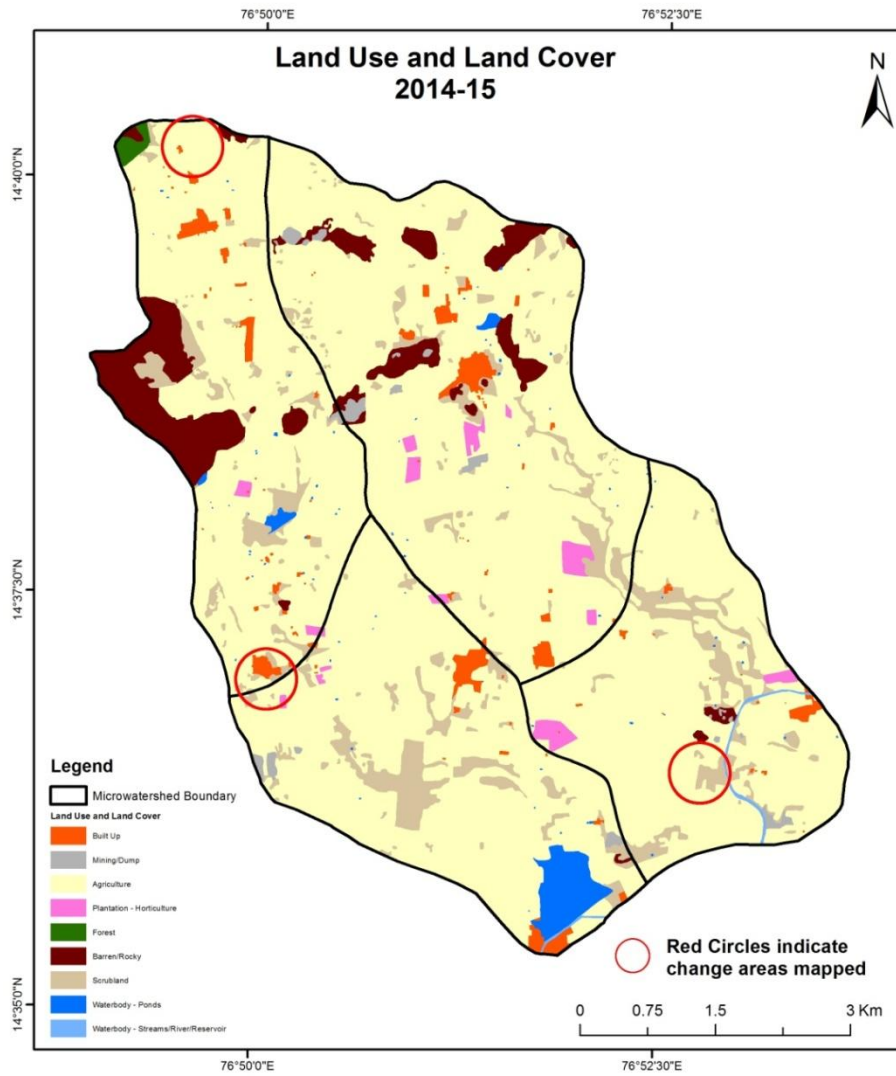 76°50'0"E
76°52'30"E
Land Use and Land Cover
2014-15
N
14°40'0"N
14°37'30"N
14°35'0"N
Legend
Microwatershed Boundary
Land Use and Land Cover
Built Up
Mining/Dump
Agriculture
Plantation - Horticulture
Forest
Barren/Rocky
Scrubland
Waterbody - Ponds
Waterbody - Streams/River/Reservoir
Red Circles indicate
change areas mapped
0 0.75 1.5 3 Km
76°50'0"E
76°52'30"E